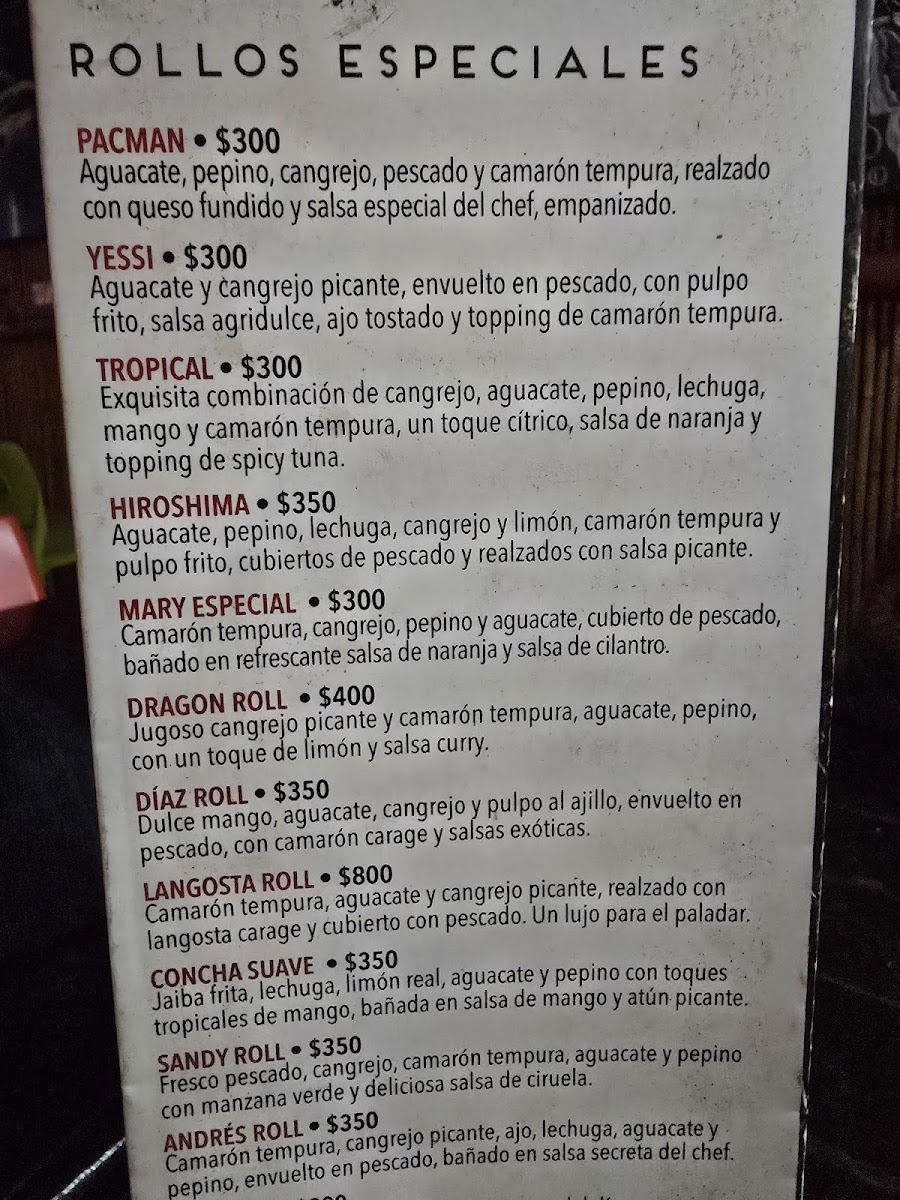 ROLLOS ESPECIALES
PACMAN • $300
Aguacate, pepino, cangrejo, pescado y camarón tempura, realzado
con queso fundido y salsa especial del chef, empanizado.
YESSI • $300
Aguacate y cangrejo picante, envuelto en pescado, con pulpo
frito, salsa agridulce, ajo tostado y topping de camarón tempura.
TROPICAL • $300
Exquisita combinación de cangrejo, aguacate, pepino, lechuga,
mango y camarón tempura, un toque cítrico, salsa de naranja y
topping de spicy tuna.
HIROSHIMA • $350
Aguacate, pepino, lechuga, cangrejo y limón, camarón tempura y
pulpo frito, cubiertos de pescado y realzados con salsa picante.
MARY ESPECIAL • $300
Camarón tempura, cangrejo, pepino y aguacate, cubierto de pescado,
bañado en refrescante salsa de naranja y salsa de cilantro.
DRAGON ROLL • $400
Jugoso cangrejo picante y camarón tempura, aguacate, pepino,
con un toque de limón y salsa curry.
DÍAZ ROLL • $350
Dulce mango, aguacate, cangrejo y pulpo al ajillo, envuelto en
pescado, con camarón carage y salsas exóticas.
LANGOSTA ROLL • $800
Camarón tempura, aguacate y cangrejo picante, realzado con
langosta carage y cubierto con pescado. Un lujo para el paladar.
CONCHA SUAVE • $350
Jaiba frita, lechuga, limón real, aguacate y pepino con toques
tropicales de mango, bañada en salsa de mango y atún picante.
SANDY ROLL • $350
Fresco pescado, cangrejo, camarón tempura, aguacate y pepino
con manzana verde y deliciosa salsa de ciruela.
ANDRÉS ROLL • $350
Camarón tempura, cangrejo picante, ajo, lechuga, aguacate y
pepino, envuelto en pescado, bañado en salsa secreta del chef.